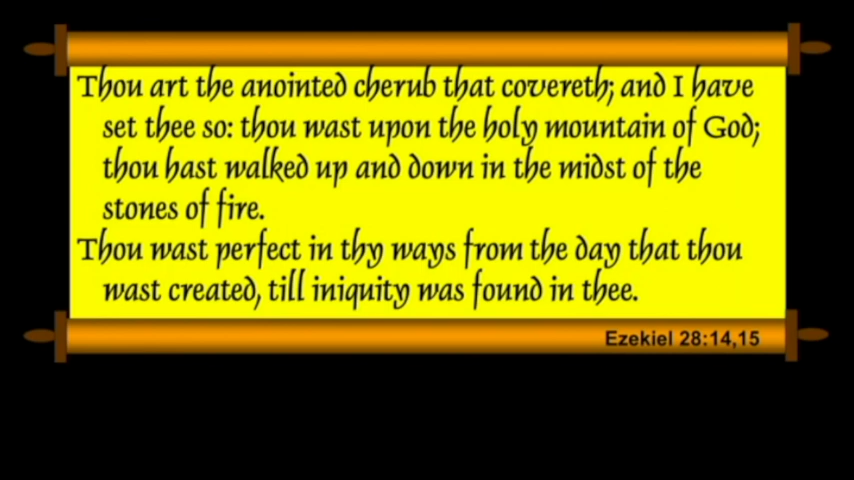 Thou art the anointed cherub that covereth; and I have
set thee so: thou wast upon the holy mountain of God;
thou hast walked up and down in the midst of the
stones of fire.
Thou wast perfect in thy ways from the day that thou
wast created, till iniquity was found in thee.
Ezekiel 28:14,15